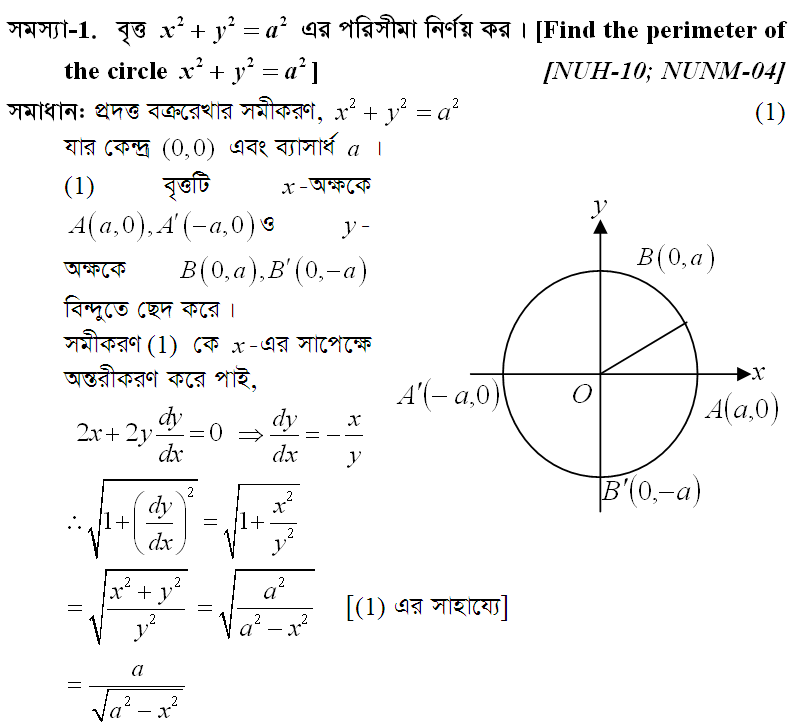 সমস্যা-1. বৃত্ত x² + y² = a² এর পরিসীমা নির্ণয় কর। [Find the perimeter of
the circle x² + y² = a²] [NUH-10; NUNM-04]
সমাধানঃ প্রদত্ত বক্ররেখার সমীকরণ, x² + y² = a² (1)
যার কেন্দ্র (0,0) এবং ব্যাসার্ধ a ।
(1) বৃত্তটি x-অক্ষকে
A(a,0), A′(−a,0) ও y-
অক্ষকে B(0,a), B′(0,−a)
বিন্দুতে ছেদ করে।
সমীকরণ (1) কে x-এর সাপেক্ষে
অন্তরীকরণ করে পাই,
2x + 2y dy/dx = 0 ⇒ dy/dx = − x/y
∴ √(1 + (dy/dx)²) = √(1 + x²/y²)
= √((x² + y²)/y²) = √(a²/(a² − x²)) [(1) এর সাহায্যে]
= a/√(a² − x²)
y
B(0,a)
x
A′(−a,0)
O
A(a,0)
B′(0,−a)